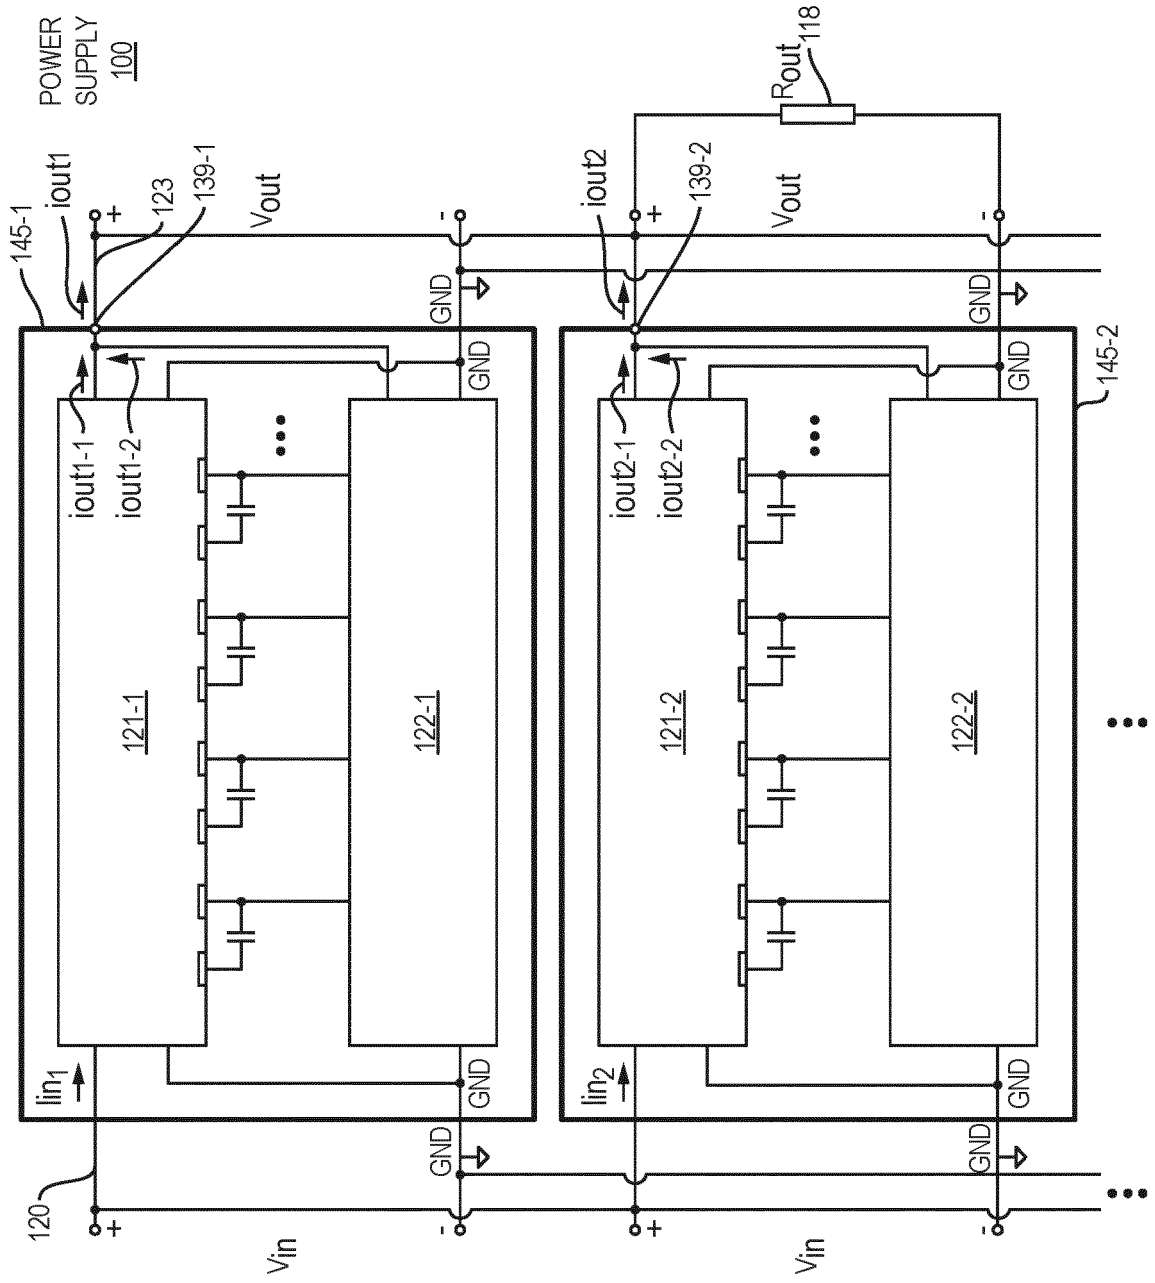 POWER
SUPPLY
100
145-1
iout1
123
139-1
+
Vout
-
iout1-1
iout1-2
GND
GND
121-1
122-1
Iin1
GND
GND
120
+
Vin
-
iout2
139-2
+
Vout
-
Rout
118
iout2-1
iout2-2
GND
GND
145-2
121-2
122-2
Iin2
GND
GND
+
Vin
-